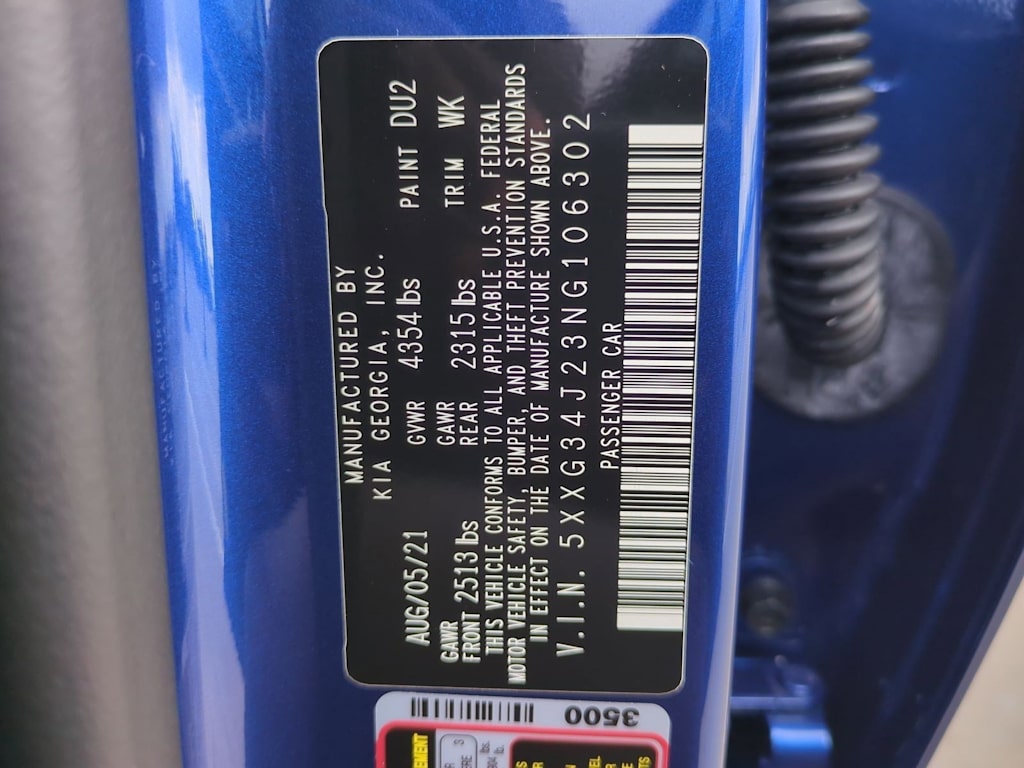 MANUFACTURED BY
KIA GEORGIA, INC.
AUG/05/21 GVWR 4354 lbs PAINT DU2
GAWR FRONT 2513 lbs GAWR REAR 2315 lbs TRIM WK
THIS VEHICLE CONFORMS TO ALL APPLICABLE U.S.A. FEDERAL
MOTOR VEHICLE SAFETY, BUMPER, AND THEFT PREVENTION STANDARDS
IN EFFECT ON THE DATE OF MANUFACTURE SHOWN ABOVE.
V.I.N. 5XXG34J23NG106302
PASSENGER CAR
3500